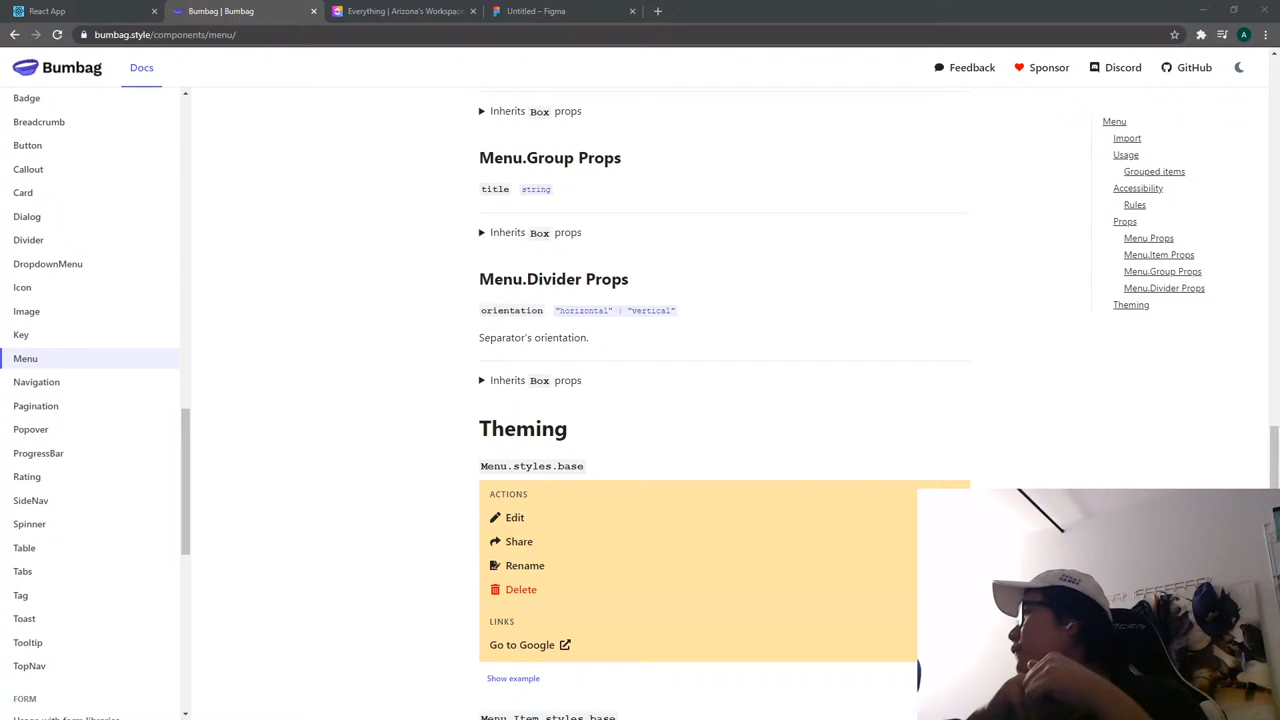 React App
Bumbag | Bumbag
Everything | Arizona's Workspace
Untitled – Figma
bumbag.style/components/menu/
A
Bumbag
Docs
Feedback
Sponsor
Discord
GitHub
Badge
Breadcrumb
Button
Callout
Card
Dialog
Divider
DropdownMenu
Icon
Image
Key
Menu
Navigation
Pagination
Popover
ProgressBar
Rating
SideNav
Spinner
Table
Tabs
Tag
Toast
Tooltip
TopNav
FORM
Usage with form libraries
Inherits Box props
Menu.Group Props
title string
Inherits Box props
Menu.Divider Props
orientation "horizontal" | "vertical"
Separator's orientation.
Inherits Box props
Theming
Menu.styles.base
ACTIONS
Edit
Share
Rename
Delete
LINKS
Go to Google
Show example
Menu.Item.styles.base
Menu
Import
Usage
Grouped items
Accessibility
Rules
Props
Menu Props
Menu.Item Props
Menu.Group Props
Menu.Divider Props
Theming